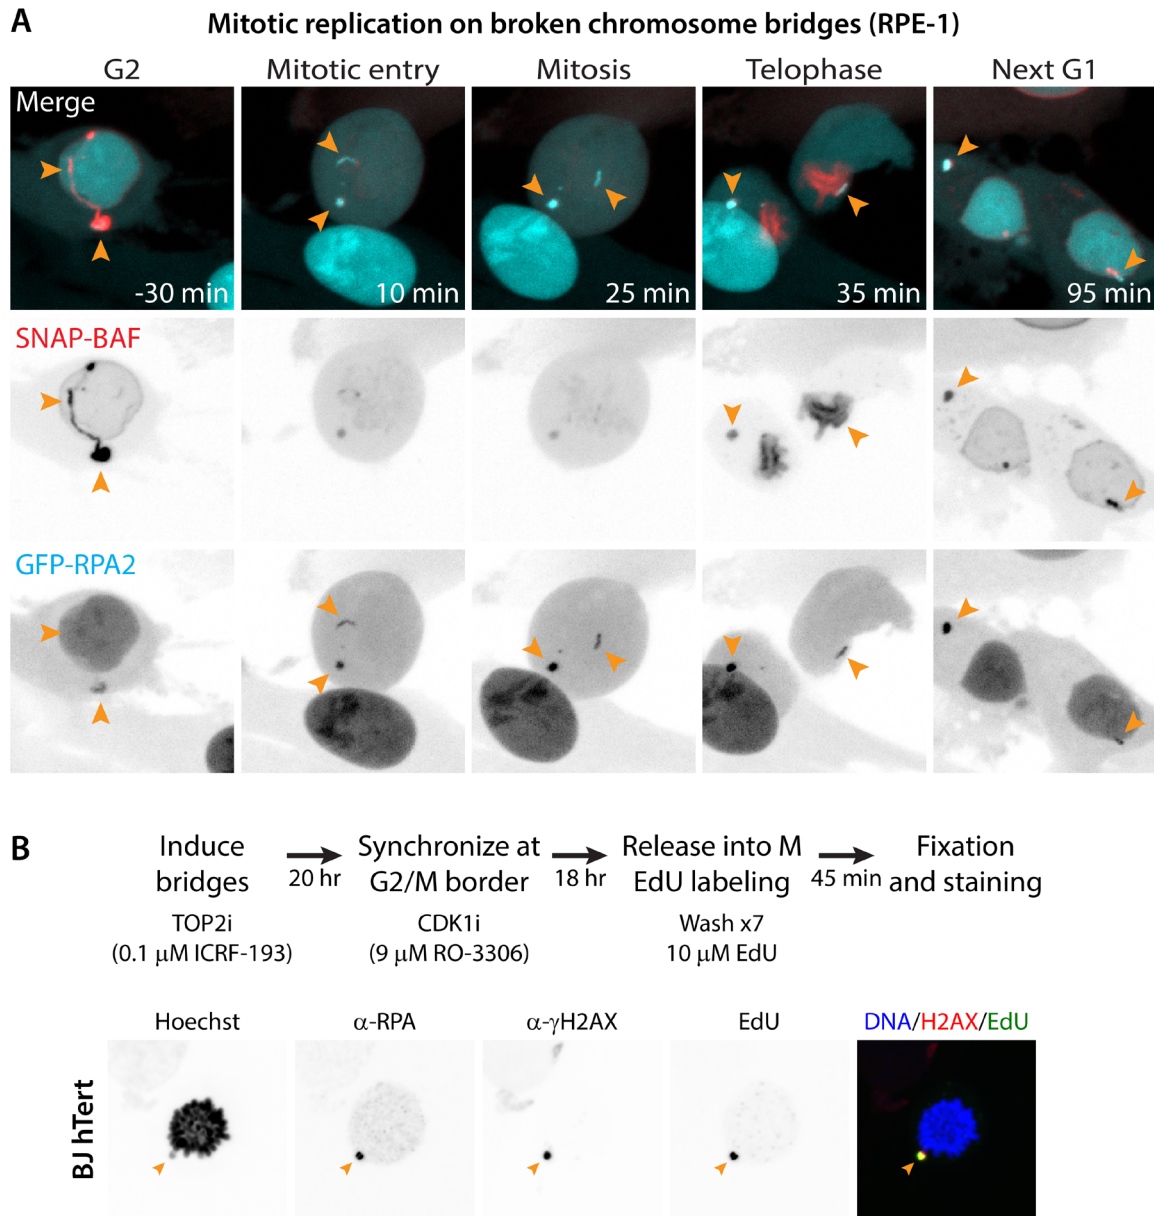 A
Mitotic replication on broken chromosome bridges (RPE-1)
G2
Mitotic entry
Mitosis
Telophase
Next G1
Merge
-30 min
10 min
25 min
35 min
95 min
SNAP-BAF
GFP-RPA2
B
Induce bridges
20 hr
Synchronize at G2/M border
18 hr
Release into M EdU labeling
45 min
Fixation and staining
TOP2i
(0.1 μM ICRF-193)
CDK1i
(9 μM RO-3306)
Wash x7
10 μM EdU
Hoechst
α-RPA
α-γH2AX
EdU
DNA/H2AX/EdU
BJ hTert